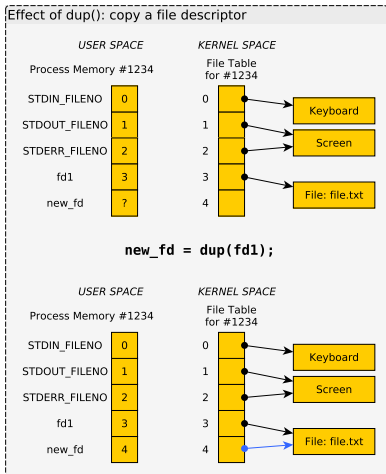 Effect of dup(): copy a file descriptor
USER SPACE KERNEL SPACE
Process Memory #1234
File Table
for #1234
STDIN_FILENO 0 0
Keyboard
STDOUT_FILENO 1 1
Screen
STDERR_FILENO 2 2
fd1 3 3
File: file.txt
new_fd ? 4
new_fd = dup(fd1);
USER SPACE KERNEL SPACE
Process Memory #1234
File Table
for #1234
STDIN_FILENO 0 0
Keyboard
STDOUT_FILENO 1 1
Screen
STDERR_FILENO 2 2
fd1 3 3
File: file.txt
new_fd 4 4